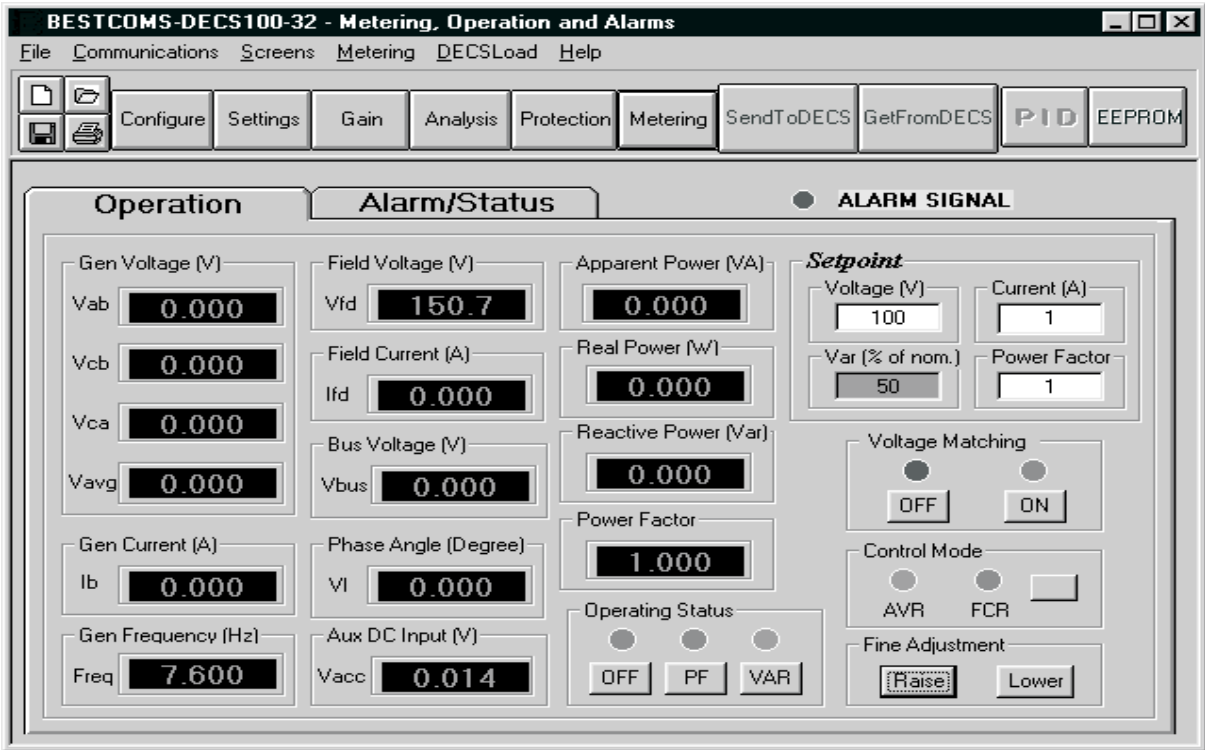 BESTCOMS-DECS100-32 - Metering, Operation and Alarms
File Communications Screens Metering DECSLoad Help
Configure Settings Gain Analysis Protection Metering SendToDECS GetFromDECS PID EEPROM
Operation Alarm/Status ALARM SIGNAL
Gen Voltage (V)
Vab 0.000
Vcb 0.000
Vca 0.000
Vavg 0.000
Gen Current (A)
Ib 0.000
Gen Frequency (Hz)
Freq 7.600
Field Voltage (V)
Vfd 150.7
Field Current (A)
Ifd 0.000
Bus Voltage (V)
Vbus 0.000
Phase Angle (Degree)
VI 0.000
Aux DC Input (V)
Vacc 0.014
Apparent Power (VA)
0.000
Real Power (W)
0.000
Reactive Power (Var)
0.000
Power Factor
1.000
Operating Status
OFF PF VAR
Setpoint
Voltage (V) Current (A)
100 1
Var (% of nom.) Power Factor
50 1
Voltage Matching
OFF ON
Control Mode
AVR FCR
Fine Adjustment
Raise Lower